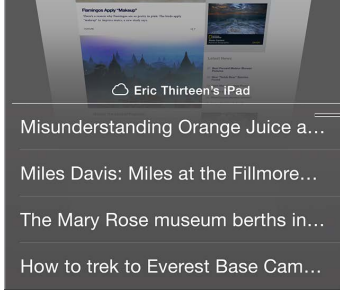 Flamingos Apply "Makeup"
Eric Thirteen's iPad
Misunderstanding Orange Juice a...
Miles Davis: Miles at the Fillmore...
The Mary Rose museum berths in...
How to trek to Everest Base Cam...